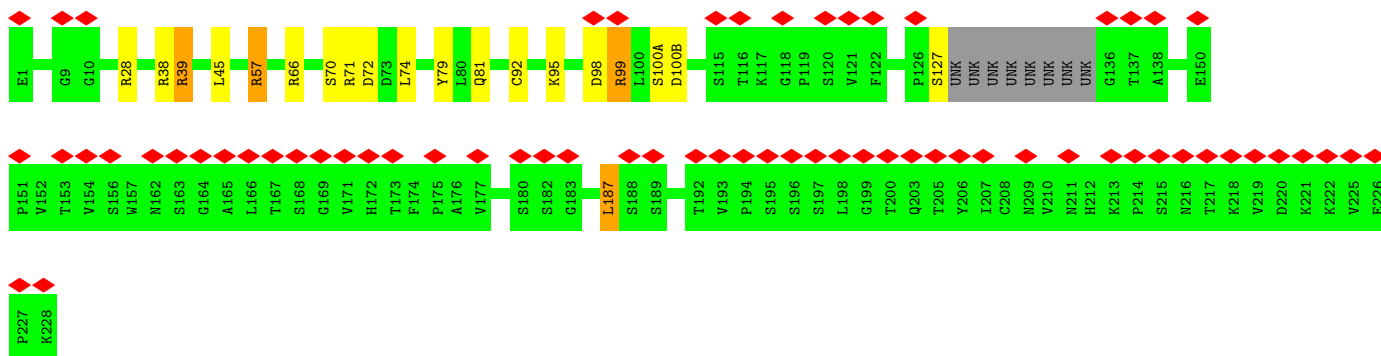 E1 G9 G10 R28 R38 R39 L45 R57 R66 S70 R71 D72 D73 L74 Y79 L80 Q81 C92 K95 D98 R99 L100 S100A D100B S115 T116 K117 G118 P119 S120 V121 F122 P126 S127 UNK UNK UNK UNK UNK UNK UNK UNK G136 T137 A138 E150
P151 V152 T153 V154 S156 W157 N162 S163 G164 A165 L166 T167 S168 G169 V171 H172 T173 F174 P175 A176 V177 S180 S182 G183 L187 S188 S189 T192 V193 P194 S195 S196 S197 L198 G199 T200 Q203 T205 Y206 I207 C208 N209 V210 N211 H212 K213 P214 S215 N216 T217 K218 V219 D220 K221 K222 V225 E226
P227 K228